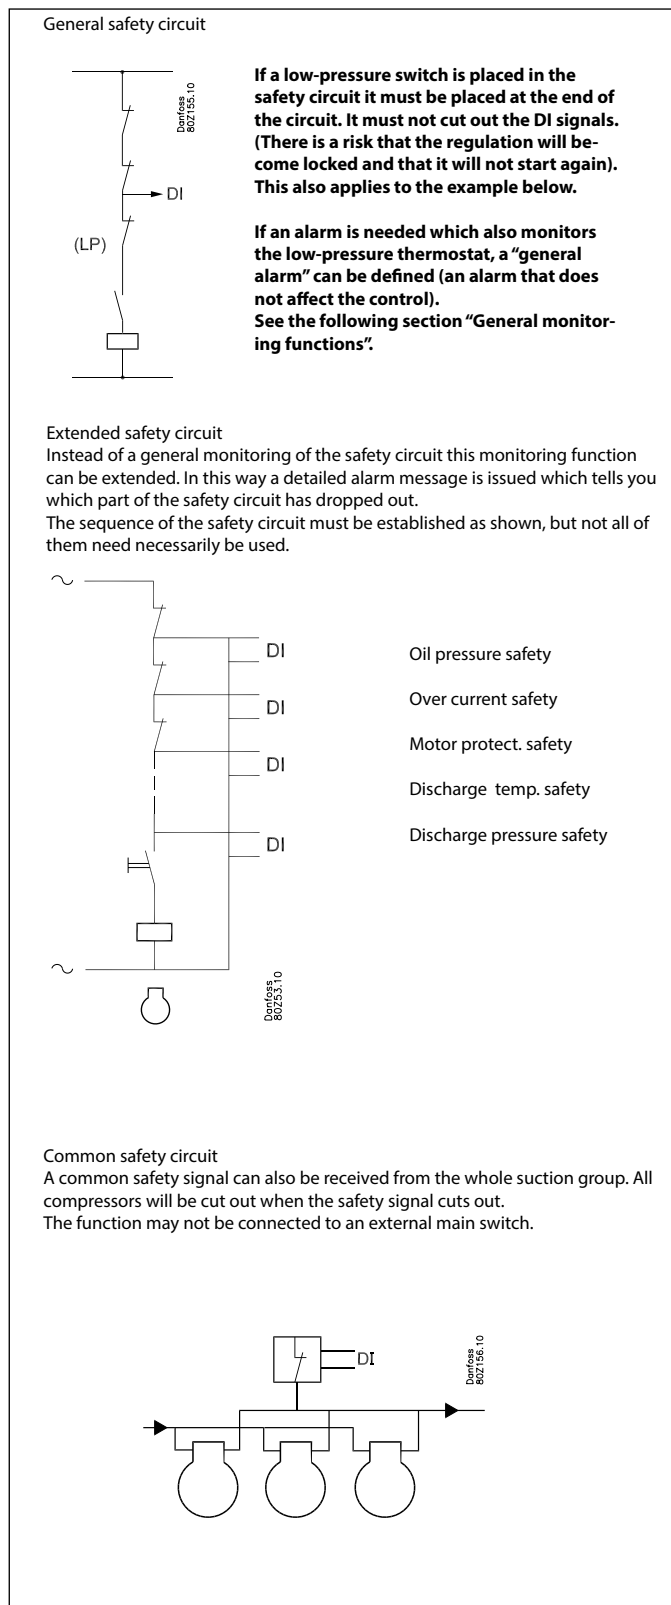 General safety circuit
Danfoss
80Z155.10
DI
(LP)
If a low-pressure switch is placed in the
safety circuit it must be placed at the end of
the circuit. It must not cut out the DI signals.
(There is a risk that the regulation will be-
come locked and that it will not start again).
This also applies to the example below.
If an alarm is needed which also monitors
the low-pressure thermostat, a “general
alarm” can be defined (an alarm that does
not affect the control).
See the following section “General monitor-
ing functions”.
Extended safety circuit
Instead of a general monitoring of the safety circuit this monitoring function
can be extended. In this way a detailed alarm message is issued which tells you
which part of the safety circuit has dropped out.
The sequence of the safety circuit must be established as shown, but not all of
them need necessarily be used.
DI
DI
DI
DI
Danfoss
80Z53.10
Oil pressure safety
Over current safety
Motor protect. safety
Discharge temp. safety
Discharge pressure safety
Common safety circuit
A common safety signal can also be received from the whole suction group. All
compressors will be cut out when the safety signal cuts out.
The function may not be connected to an external main switch.
DI
Danfoss
80Z156.10